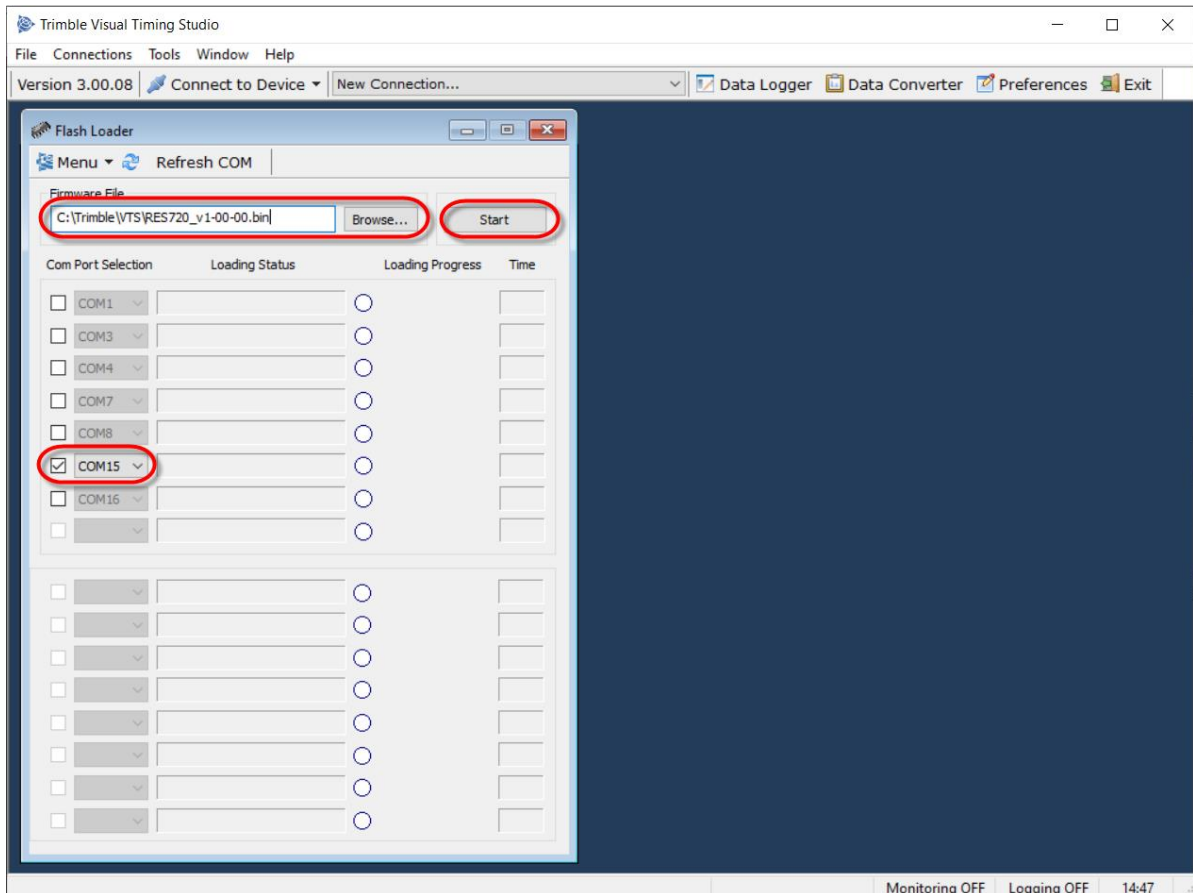 Trimble Visual Timing Studio
File Connections Tools Window Help
Version 3.00.08 Connect to Device New Connection... Data Logger Data Converter Preferences Exit
Flash Loader
Menu Refresh COM
Firmware File
C:\Trimble\VTS\RES720_v1-00-00.bin Browse... Start
Com Port Selection Loading Status Loading Progress Time
COM1
COM3
COM4
COM7
COM8
COM15
COM16
Monitoring OFF Logging OFF 14:47